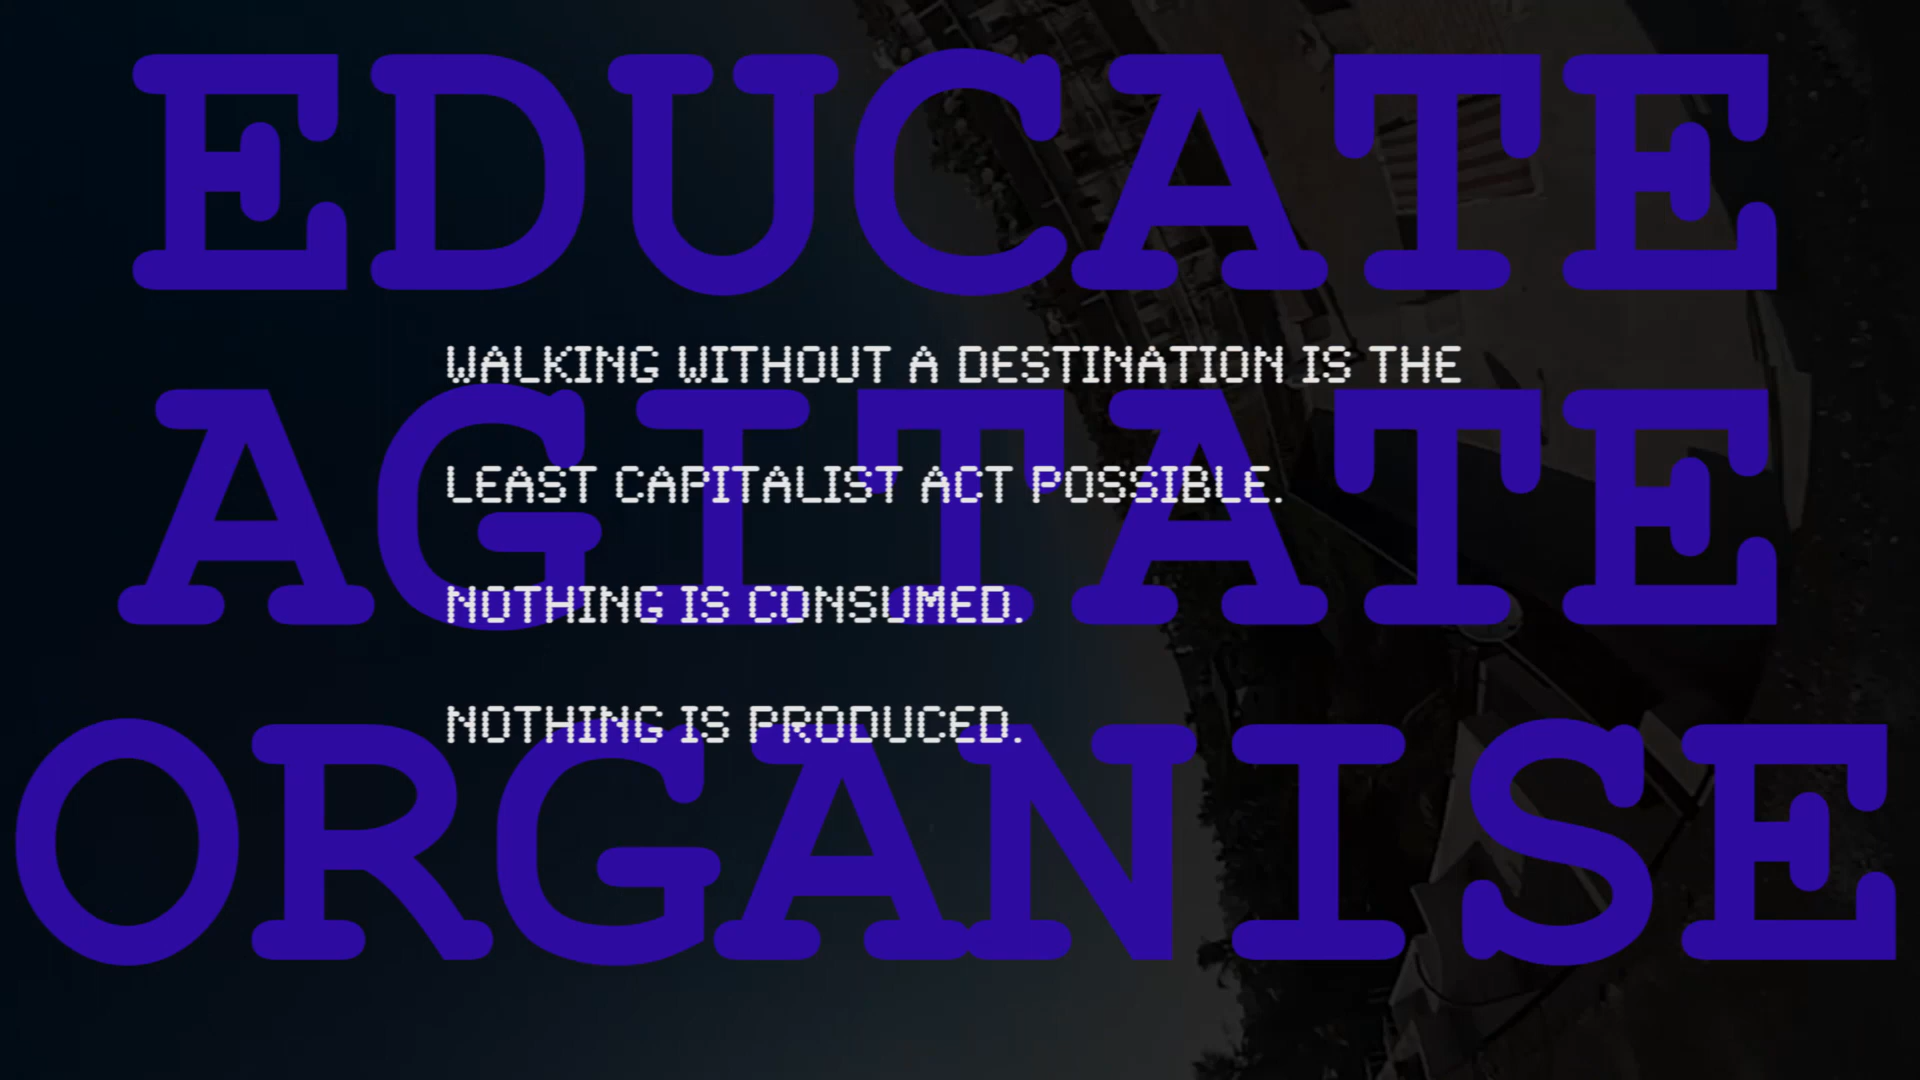 EDUCATE
WALKING WITHOUT A DESTINATION IS THE
AGITATE
LEAST CAPITALIST ACT POSSIBLE.
NOTHING IS CONSUMED.
NOTHING IS PRODUCED.
ORGANISE